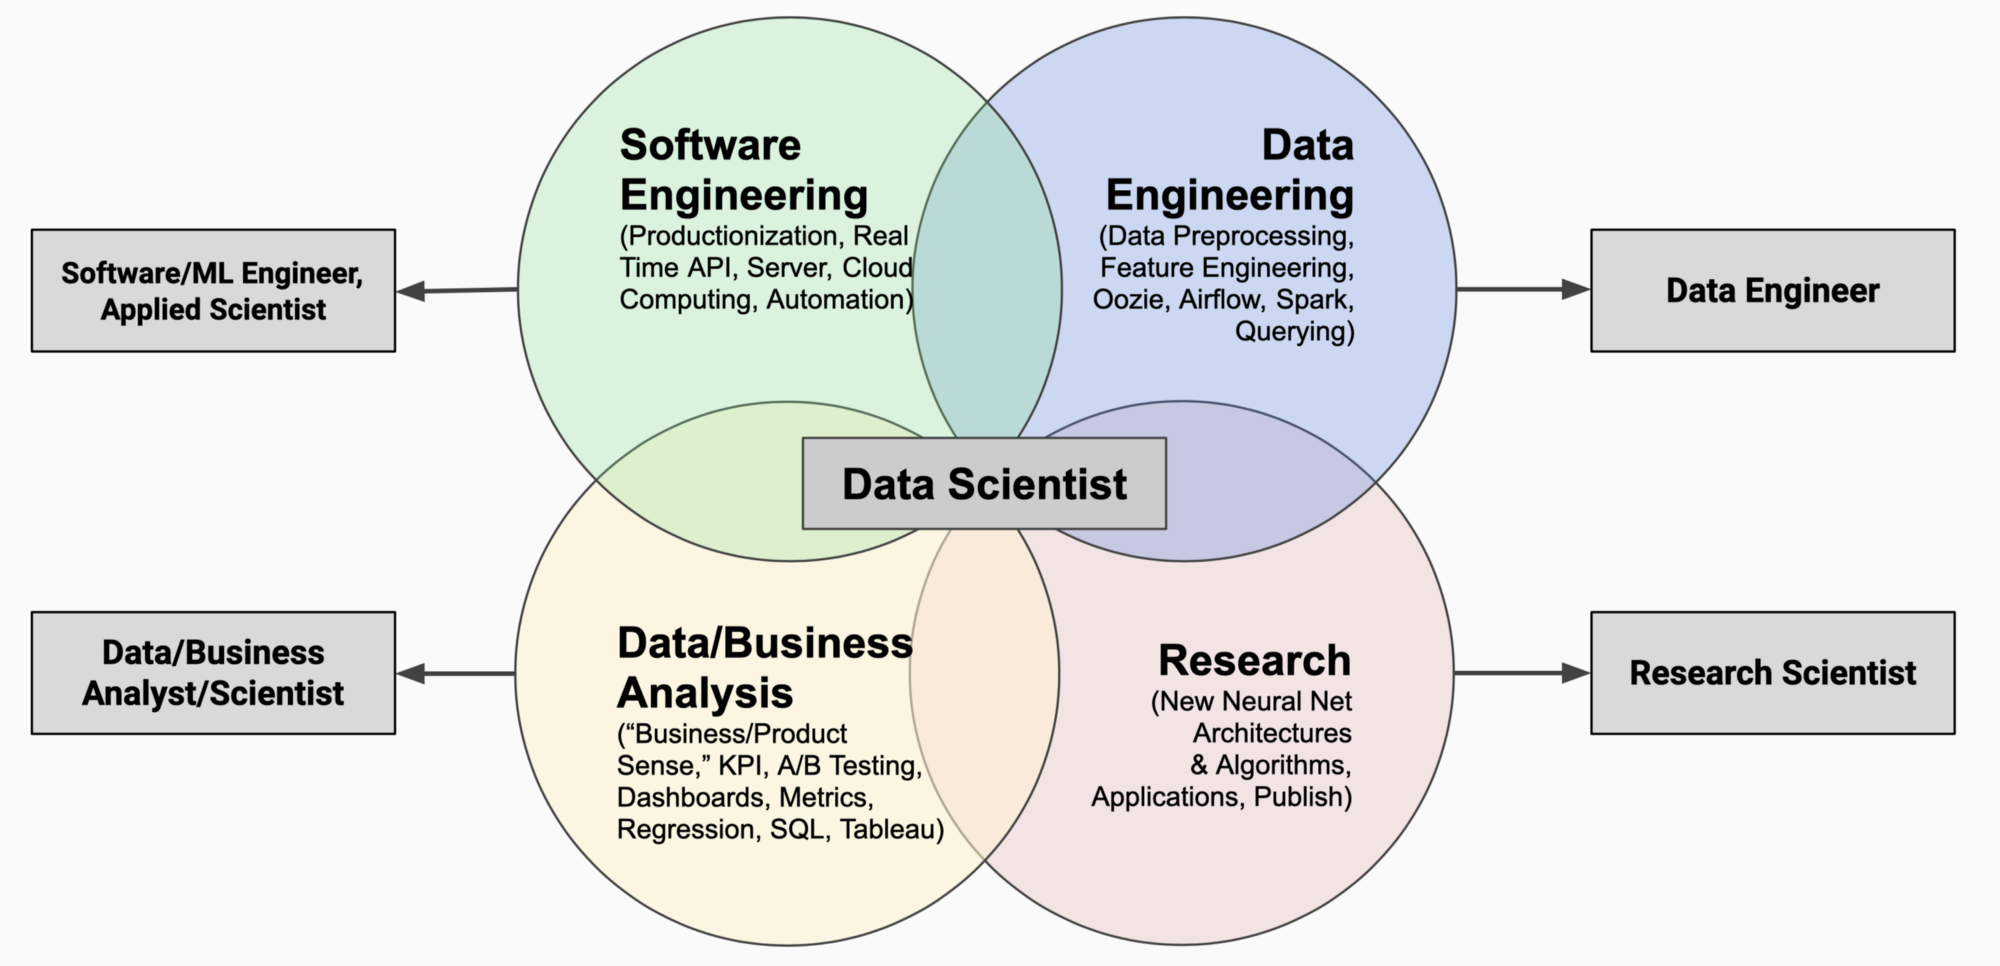 Software
Engineering
(Productionization, Real
Time API, Server, Cloud
Computing, Automation)
Data
Engineering
(Data Preprocessing,
Feature Engineering,
Oozie, Airflow, Spark,
Querying)
Software/ML Engineer,
Applied Scientist
Data Engineer
Data Scientist
Data/Business
Analyst/Scientist
Data/Business
Analysis
(“Business/Product
Sense,” KPI, A/B Testing,
Dashboards, Metrics,
Regression, SQL, Tableau)
Research
(New Neural Net
Architectures
& Algorithms,
Applications, Publish)
Research Scientist